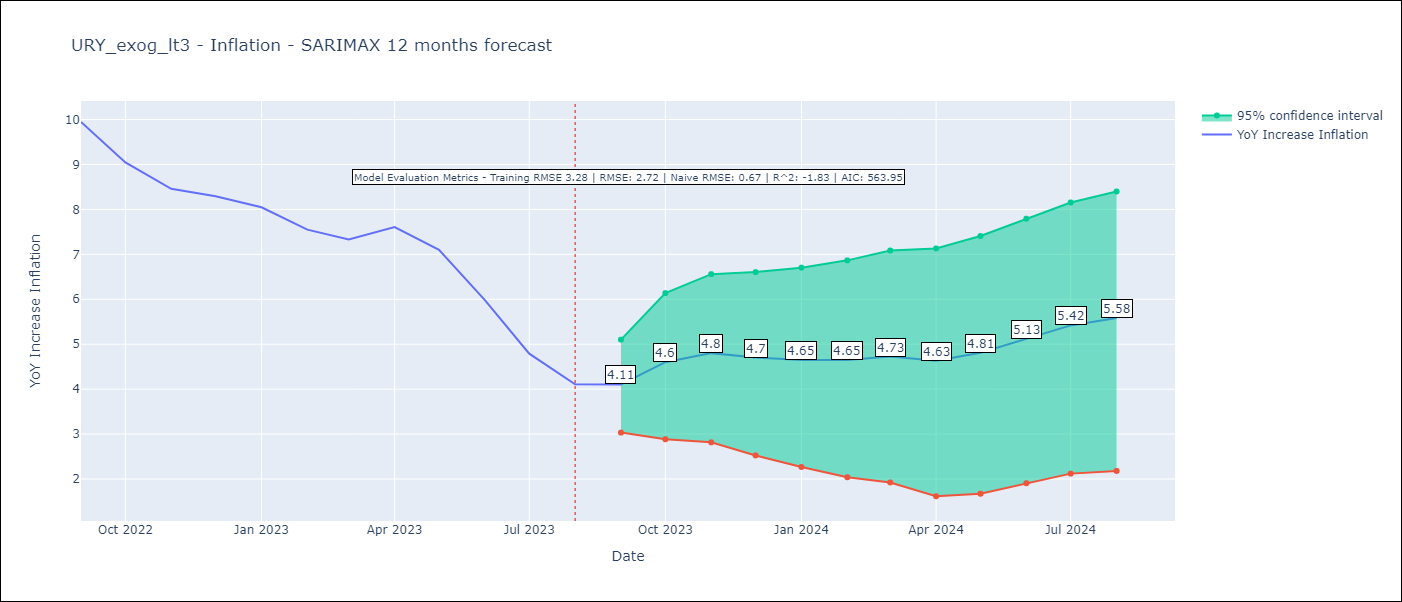 URY_exog_lt3 - Inflation - SARIMAX 12 months forecast
95% confidence interval
YoY Increase Inflation
Model Evaluation Metrics - Training RMSE 3.28 | RMSE: 2.72 | Naive RMSE: 0.67 | R^2: -1.83 | AIC: 563.95
YoY Increase Inflation
10
9
8
7
6
5
4
3
2
4.11
4.6
4.8
4.7
4.65
4.65
4.73
4.63
4.81
5.13
5.42
5.58
Oct 2022
Jan 2023
Apr 2023
Jul 2023
Oct 2023
Jan 2024
Apr 2024
Jul 2024
Date